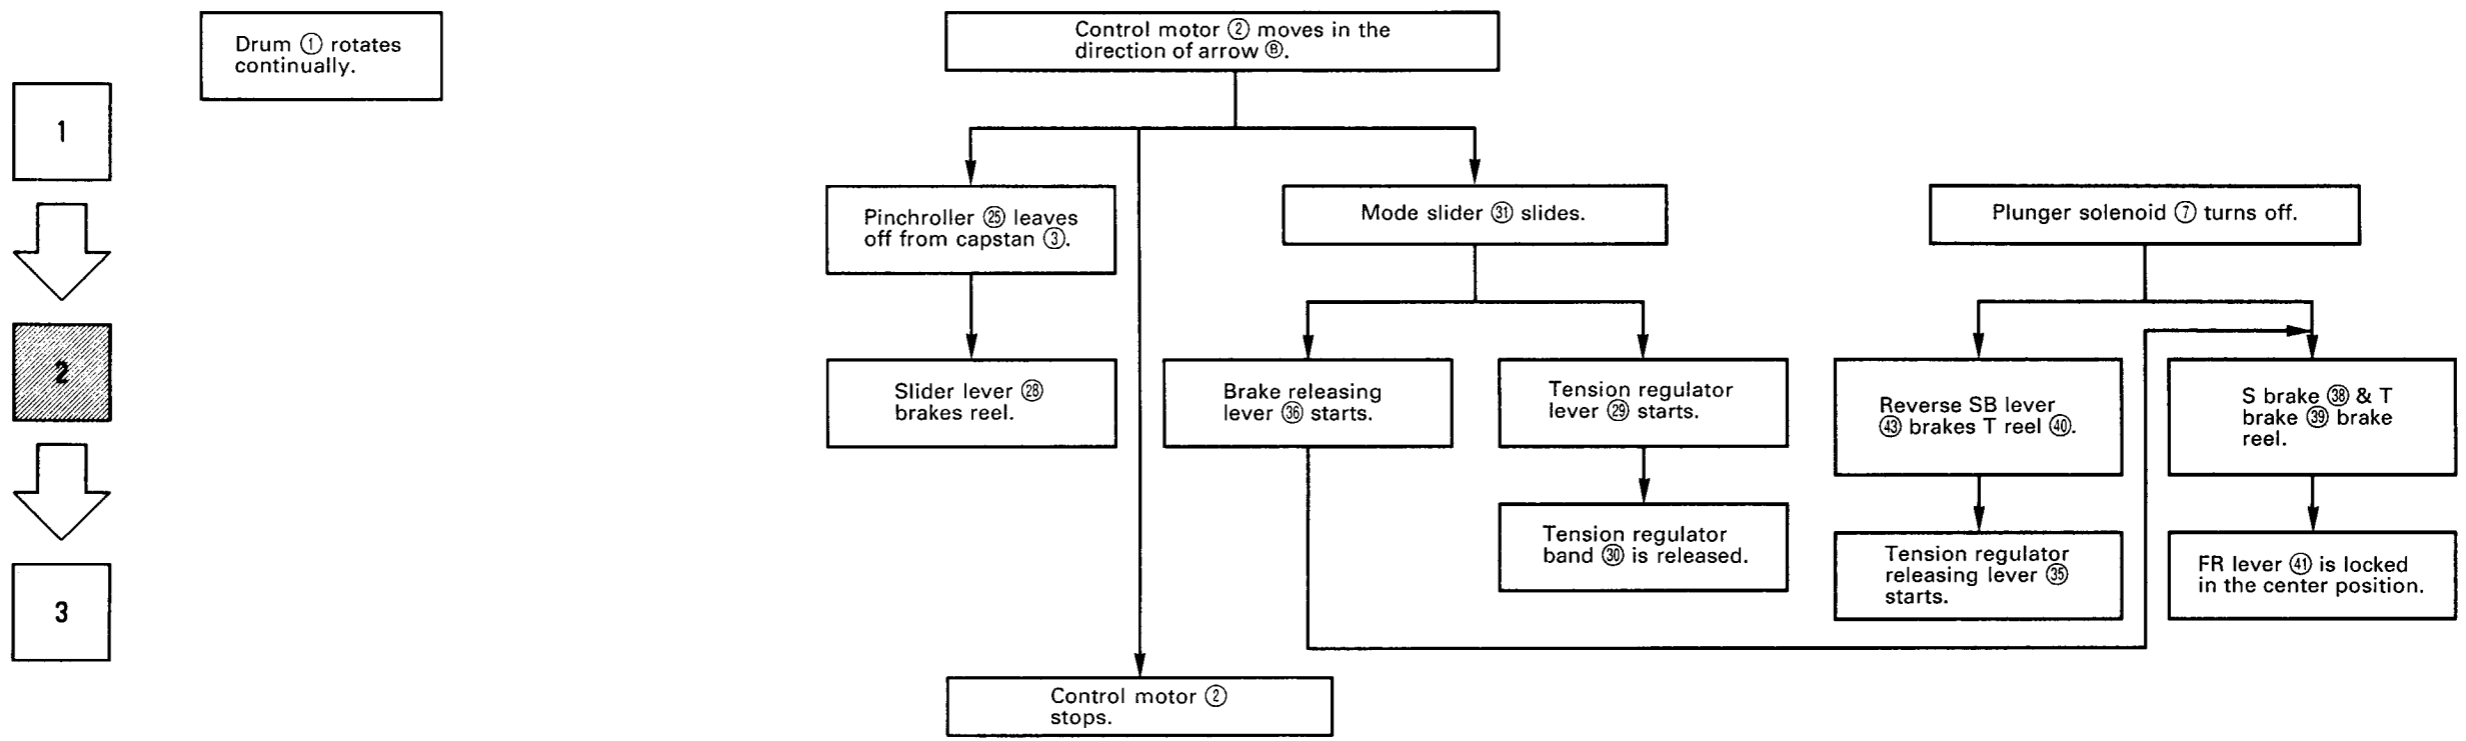 Drum ① rotates
continually.
Control motor ② moves in the
direction of arrow Ⓑ.
1
Pinchroller ㉕ leaves
off from capstan ③.
Mode slider ㉛ slides.
Plunger solenoid ⑦ turns off.
2
Slider lever ㉘
brakes reel.
Brake releasing
lever ㊱ starts.
Tension regulator
lever ㉙ starts.
Reverse SB lever
㊸ brakes T reel ㊵.
S brake ㊳ & T
brake ㊴ brake
reel.
Tension regulator
band ㉚ is released.
Tension regulator
releasing lever ㉟
starts.
FR lever ㊶ is locked
in the center position.
3
Control motor ②
stops.